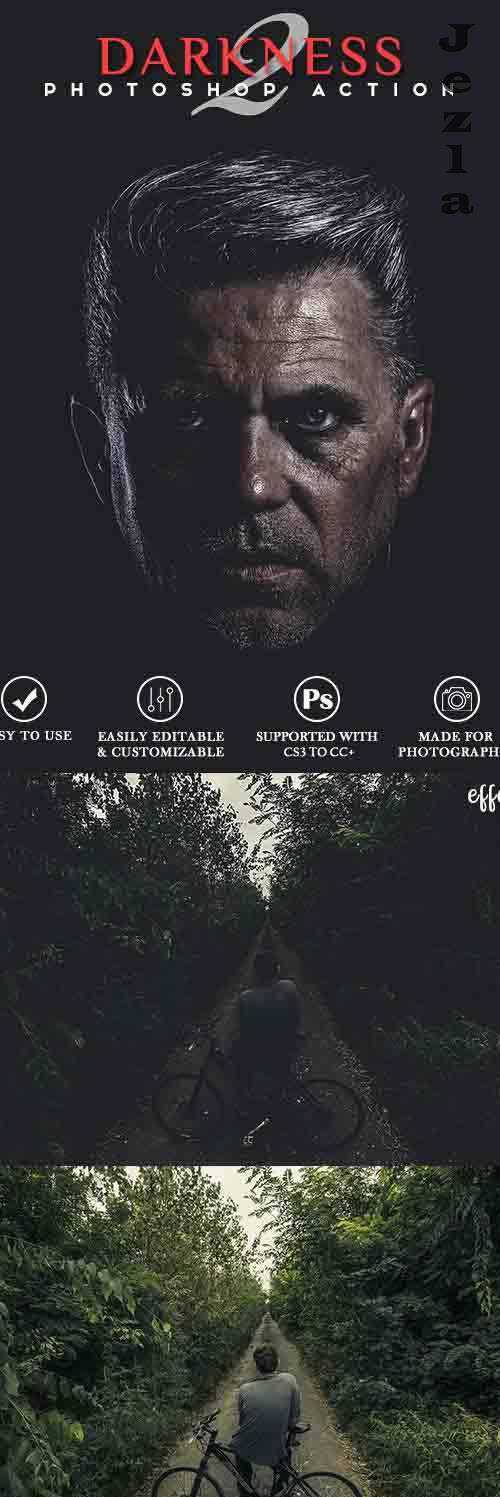 DARKNESS
2
PHOTOSHOP ACTION
Jezla
SY TO USE
EASILY EDITABLE
& CUSTOMIZABLE
Ps
SUPPORTED WITH
CS3 TO CC+
MADE FOR
PHOTOGRAPH
effe